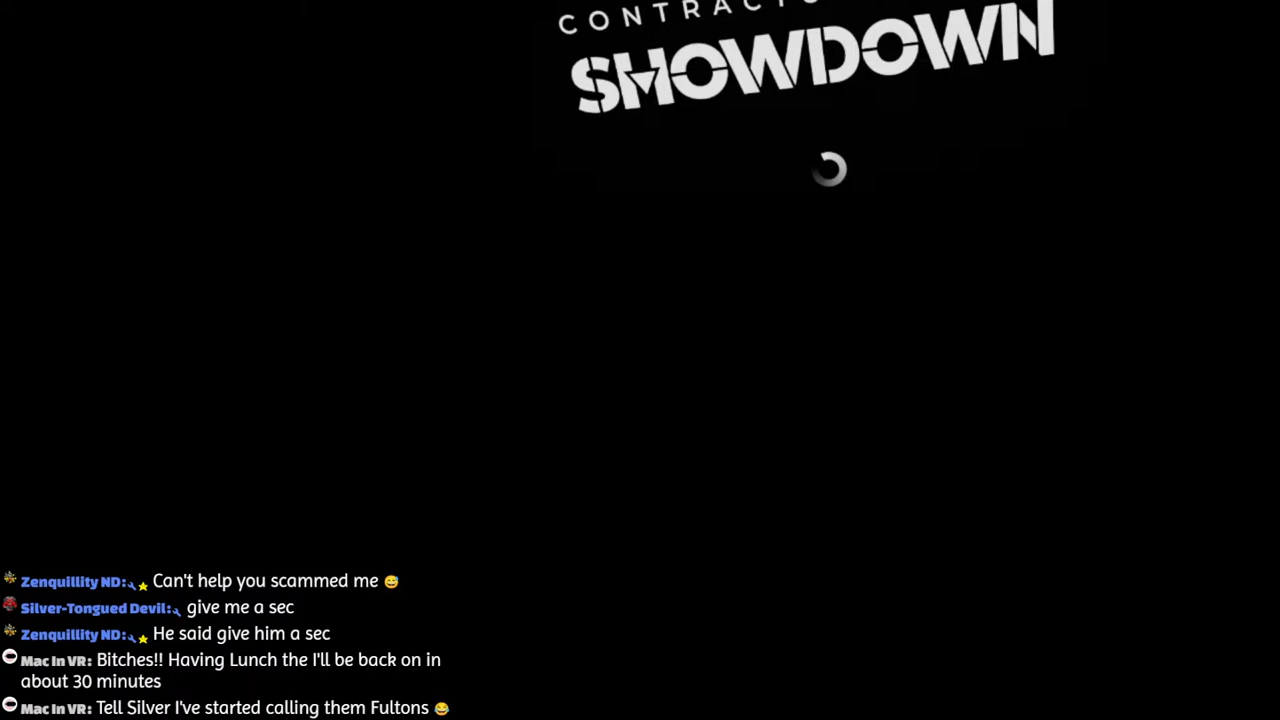 CONTRACTO
SHOWDOWN
Zenquillity ND: Can't help you scammed me 😅
Silver-Tongued Devil: give me a sec
Zenquillity ND: He said give him a sec
Mac In VR: Bitches!! Having Lunch the I'll be back on in
about 30 minutes
Mac In VR: Tell Silver I've started calling them Fultons 😂